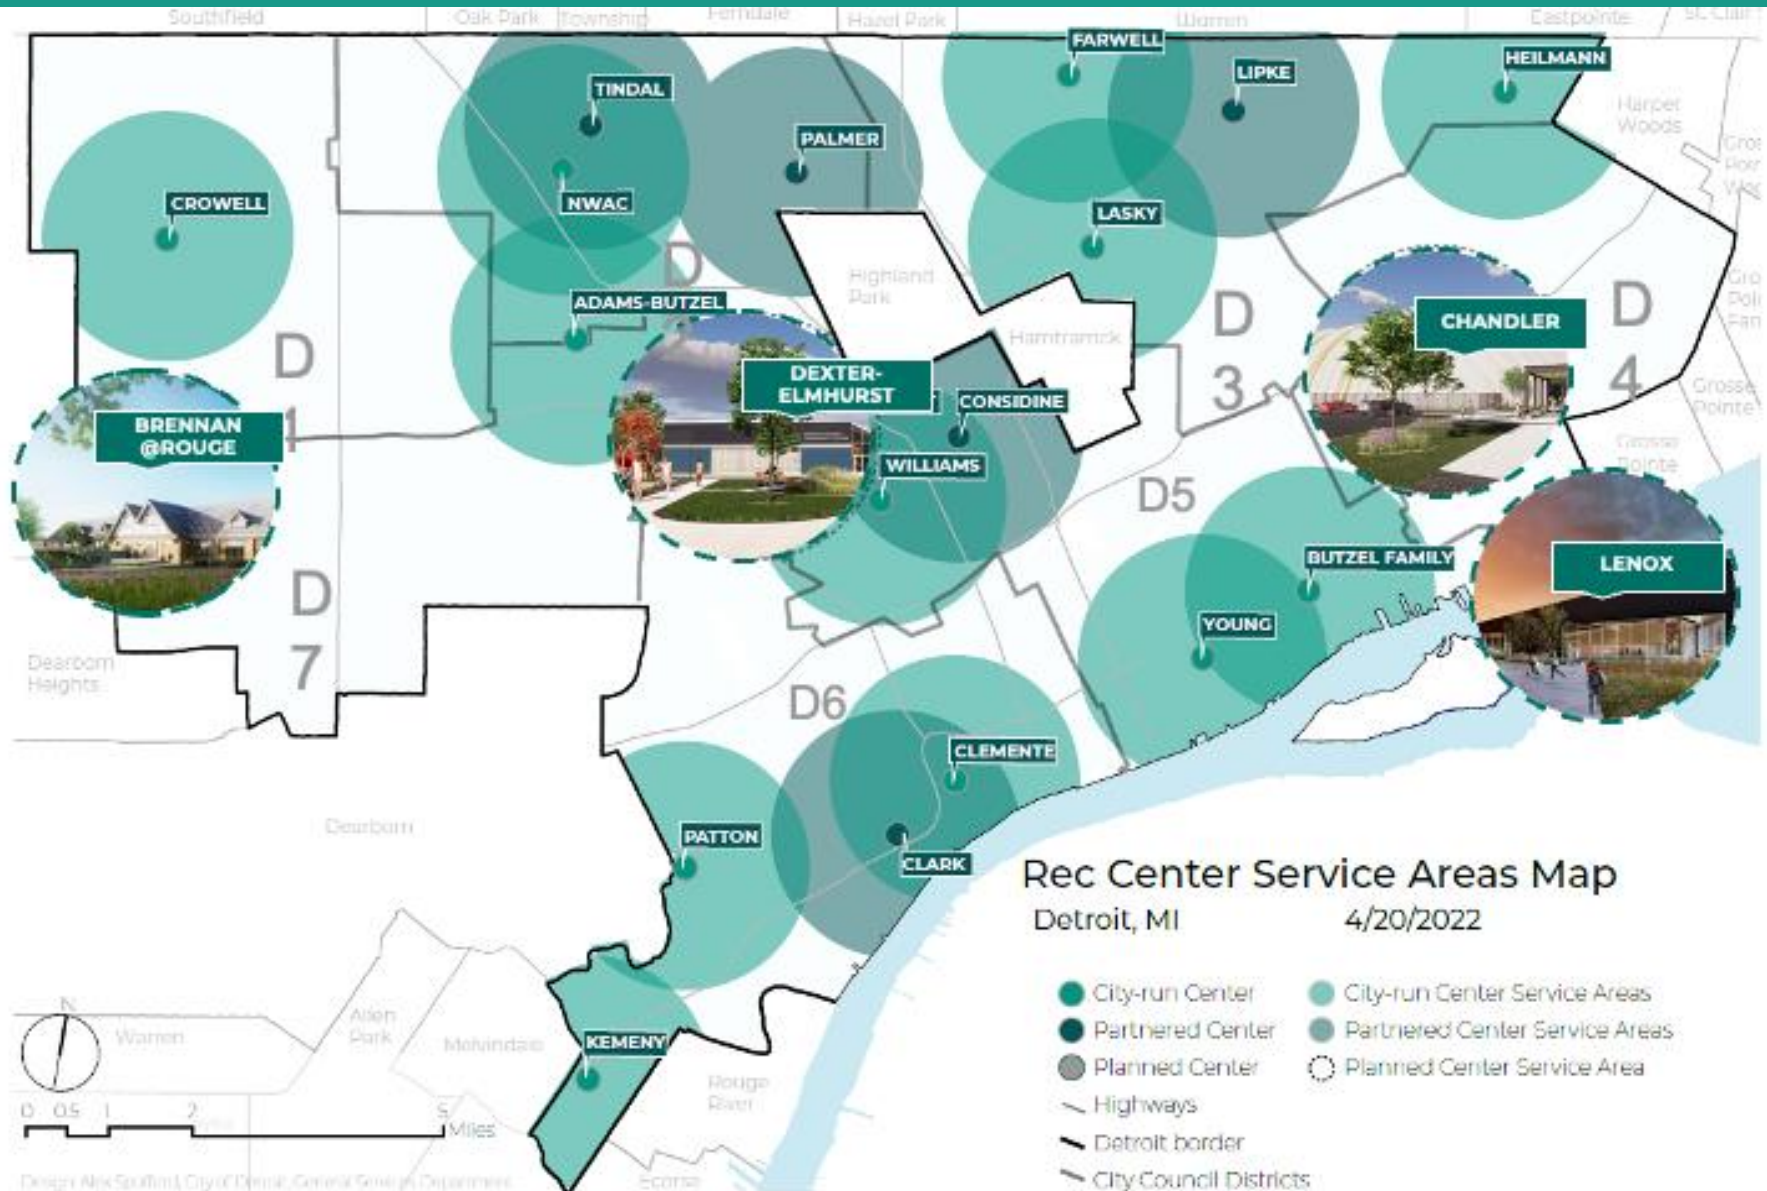 Southfield
Oak Park
Township
Ferndale
Hazel Park
Warren
Eastpointe
FARWELL
HEILMANN
TINDAL
LIPKE
Harper
Woods
PALMER
CROWELL
NWAC
LASKY
D
Highland
Park
ADAMS-BUTZEL
Hamtramck
D
3
CHANDLER
D
4
D
1
DEXTER-
ELMHURST
CONSIDINE
Grosse
Pointe
BRENNAN
@ROUGE
WILLIAMS
Grosse
Pointe
D5
BUTZEL FAMILY
LENOX
D
7
YOUNG
Dearborn
Heights
D6
CLEMENTE
Dearborn
PATTON
CLARK
Rec Center Service Areas Map
Detroit, MI
4/20/2022
City-run Center
City-run Center Service Areas
Partnered Center
Partnered Center Service Areas
Planned Center
Planned Center Service Area
Highways
Detroit border
City Council Districts
N
Warren
Allen
Park
Melvindale
KEMENY
Rouge
River
0 0.5 1 2 5
Miles
Ecorse